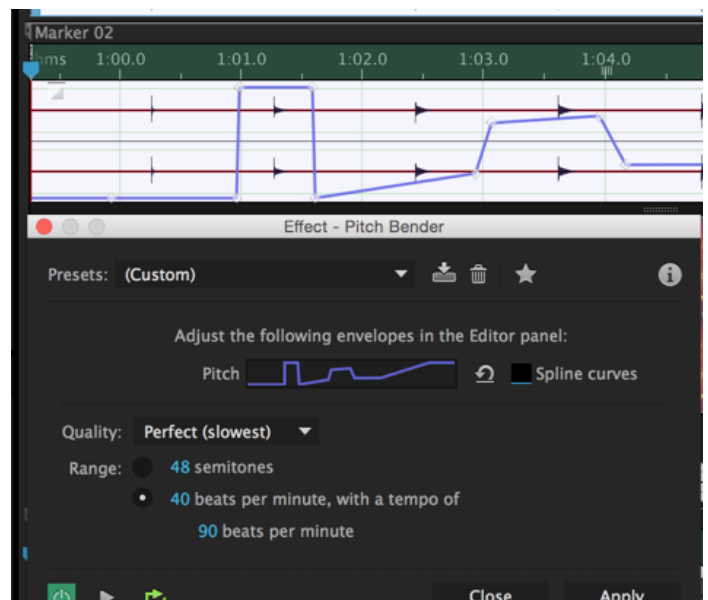 Marker 02
hms 1:00.0 1:01.0 1:02.0 1:03.0 1:04.0
Effect - Pitch Bender
Presets: (Custom)
Adjust the following envelopes in the Editor panel:
Pitch Spline curves
Quality: Perfect (slowest)
Range: 48 semitones
40 beats per minute, with a tempo of
90 beats per minute
Close Apply